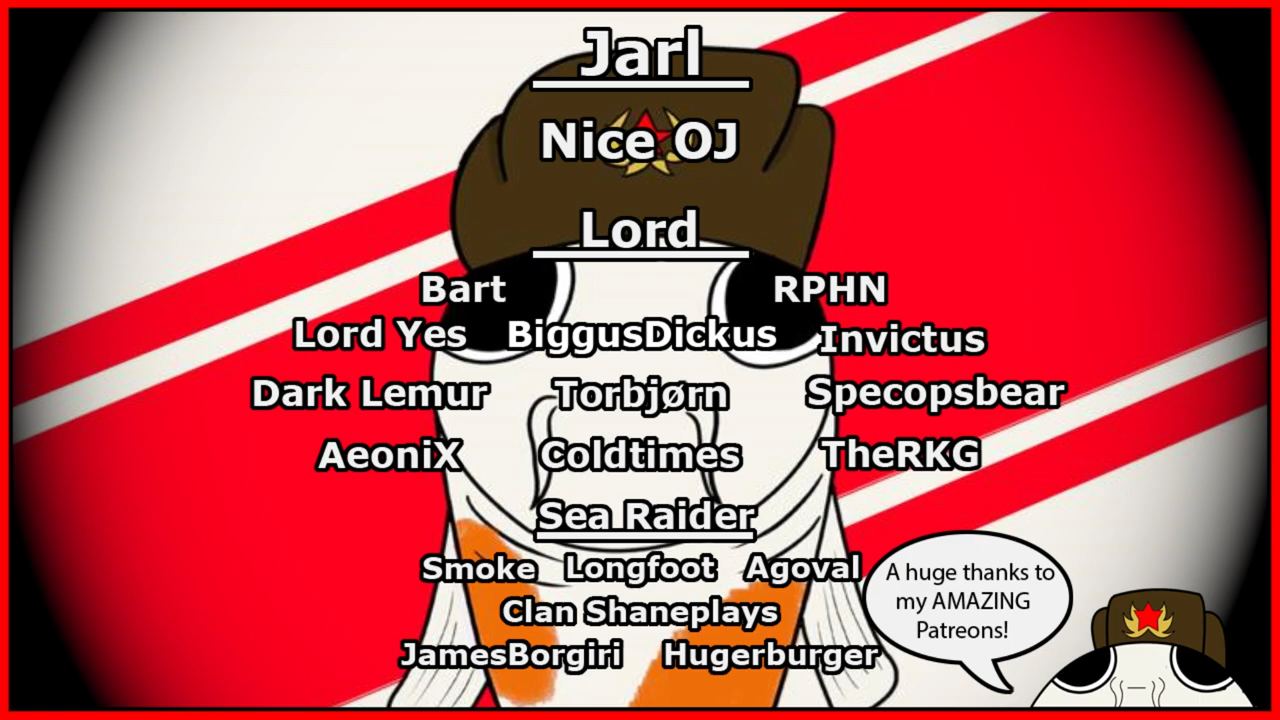 Jarl
Nice OJ
Lord
Bart RPHN
Lord Yes BiggusDickus Invictus
Dark Lemur Torbjørn Specopsbear
AeoniX Coldtimes TheRKG
Sea Raider
Smoke Longfoot Agoval
Clan Shaneplays
JamesBorgiri Hugerburger
A huge thanks to
my AMAZING
Patreons!